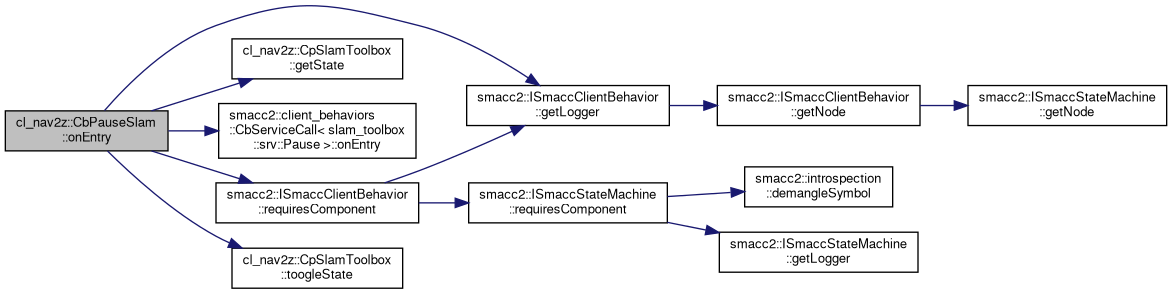 cl_nav2z::CbPauseSlam
::onEntry
cl_nav2z::CpSlamToolbox
::getState
smacc2::client_behaviors
::CbServiceCall< slam_toolbox
::srv::Pause >::onEntry
smacc2::ISmaccClientBehavior
::requiresComponent
cl_nav2z::CpSlamToolbox
::toogleState
smacc2::ISmaccClientBehavior
::getLogger
smacc2::ISmaccStateMachine
::requiresComponent
smacc2::ISmaccClientBehavior
::getNode
smacc2::introspection
::demangleSymbol
smacc2::ISmaccStateMachine
::getLogger
smacc2::ISmaccStateMachine
::getNode